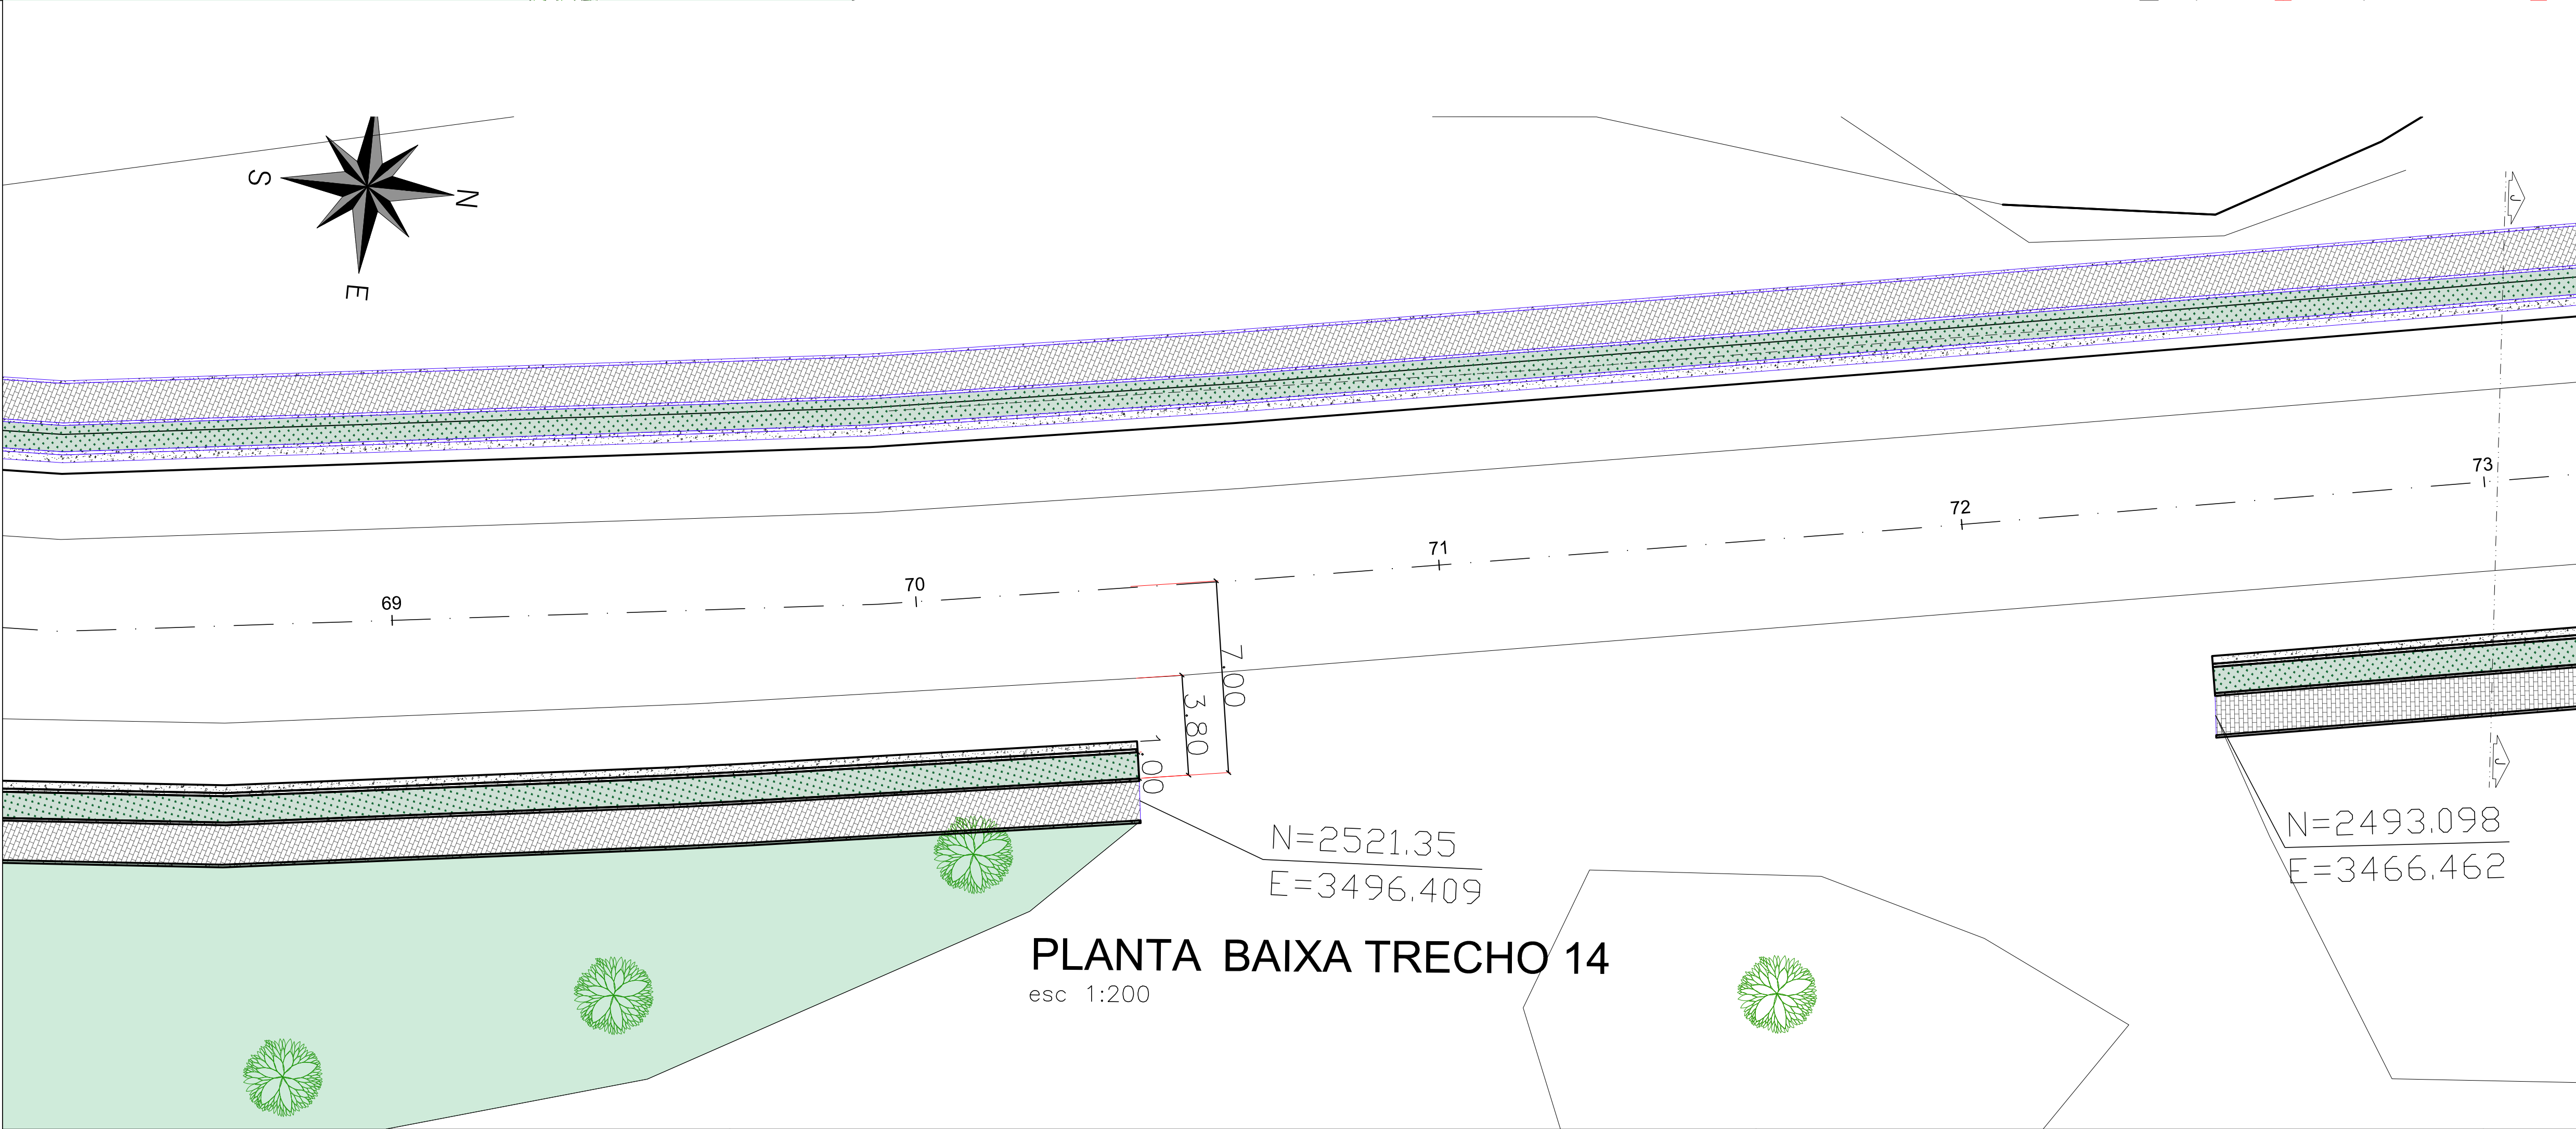 S
N
E
J
73
72
71
70
69
7.00
3.80
1.00
J
N=2521.35
E=3496.409
N=2493.098
E=3466.462
PLANTA BAIXA TRECHO 14
esc 1:200